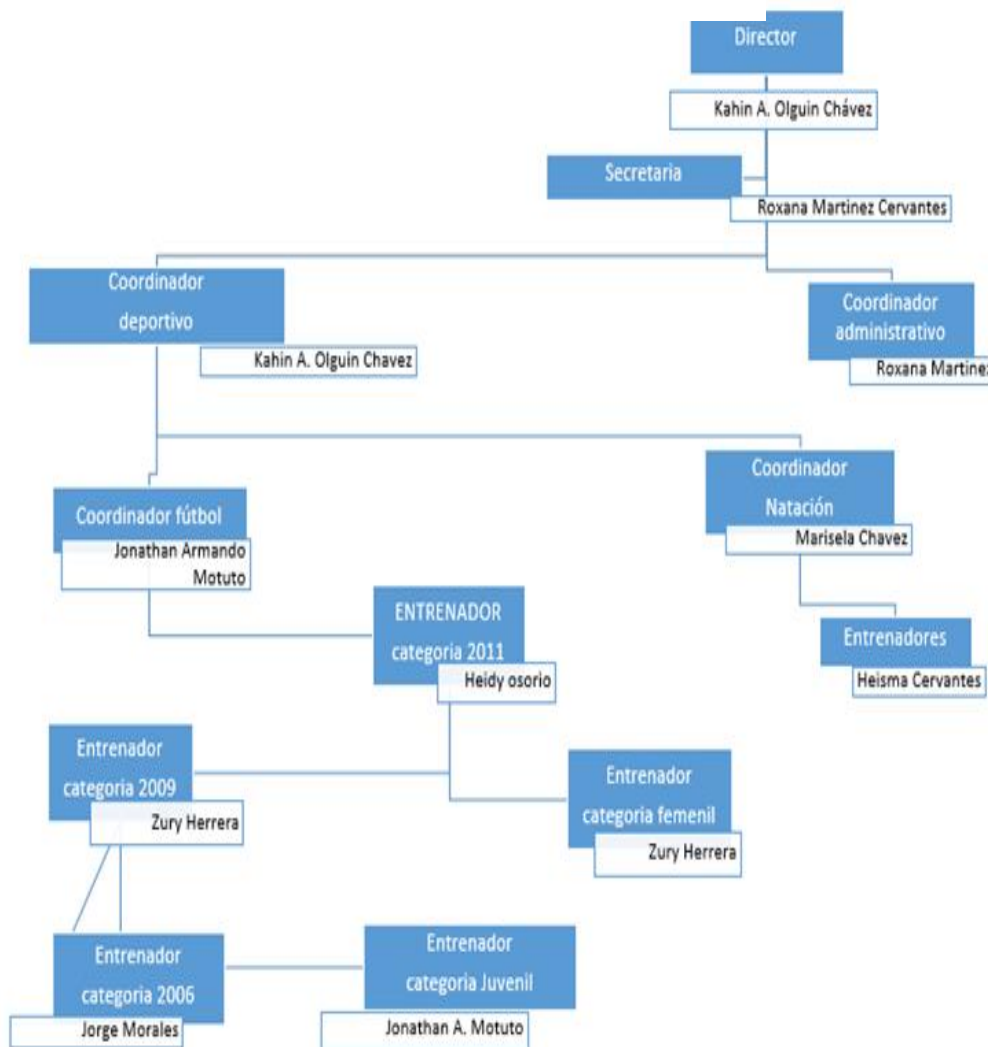 Director
Kahin A. Olguin Chávez
Secretaria
Roxana Martinez Cervantes
Coordinador
deportivo
Kahin A. Olguin Chavez
Coordinador
administrativo
Roxana Martinez
Coordinador fútbol
Jonathan Armando
Motuto
Coordinador
Natación
Marisela Chavez
ENTRENADOR
categoria 2011
Heidy osorio
Entrenadores
Heisma Cervantes
Entrenador
categoria 2009
Zury Herrera
Entrenador
categoria femenil
Zury Herrera
Entrenador
categoria 2006
Jorge Morales
Entrenador
categoria Juvenil
Jonathan A. Motuto